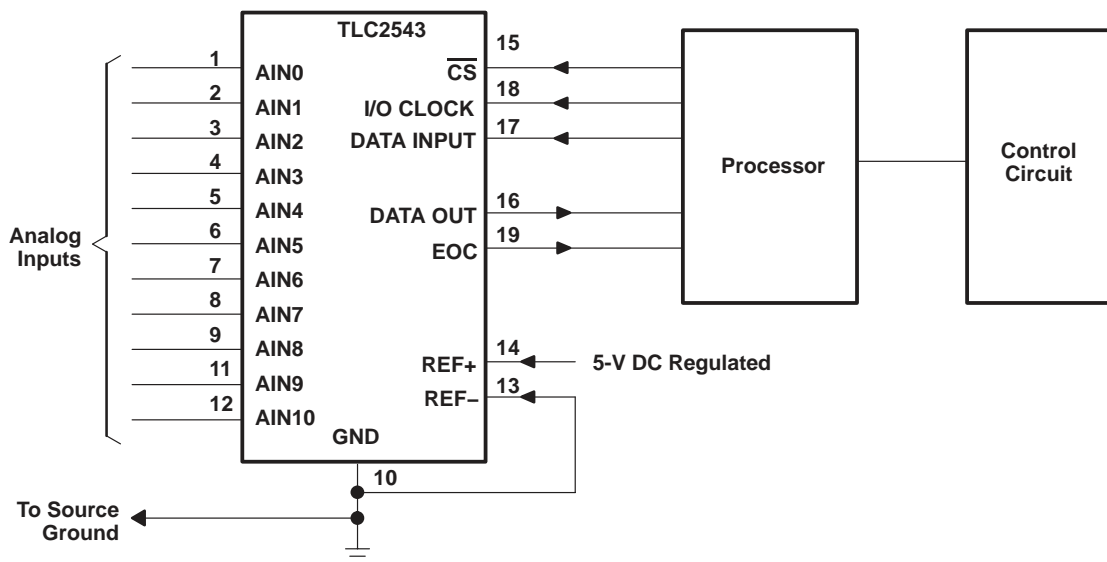 TLC2543
15
1
AIN0
CS
18
2
AIN1
I/O CLOCK
17
3
AIN2
DATA INPUT
4
AIN3
Processor
Control
Circuit
5
AIN4
16
DATA OUT
Analog
Inputs
6
AIN5
19
EOC
7
AIN6
8
AIN7
9
AIN8
14
REF+
5-V DC Regulated
11
AIN9
13
REF–
12
AIN10
GND
10
To Source
Ground